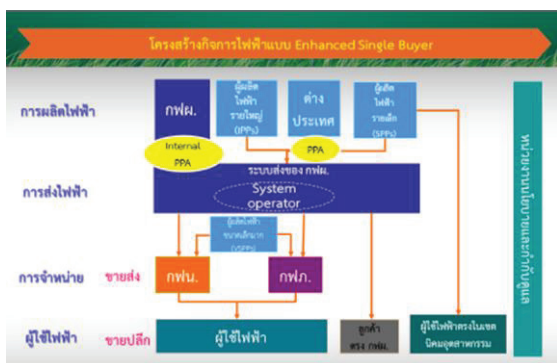 โครงสร้างกิจการไฟฟ้าแบบ Enhanced Single Buyer
การผลิตไฟฟ้า
กฟผ.
ผู้ผลิต
ไฟฟ้า
รายใหญ่
(IPPs)
ต่าง
ประเทศ
ผู้ผลิต
ไฟฟ้า
รายเล็ก
(SPPs)
Internal
PPA
PPA
ระบบส่งของ กฟผ.
การส่งไฟฟ้า
System
operator
ผู้ผลิตไฟฟ้า
ขนาดเล็กมาก
(VSPPs)
การจำหน่าย
ขายส่ง
กฟน.
กฟภ.
ผู้ใช้ไฟฟ้า
ขายปลีก
ผู้ใช้ไฟฟ้า
ลูกค้า
ตรง กฟผ.
ผู้ใช้ไฟฟ้าตรงในเขต
นิคมอุตสาหกรรม
หน่วยงานนโยบายและกำกับดูแล